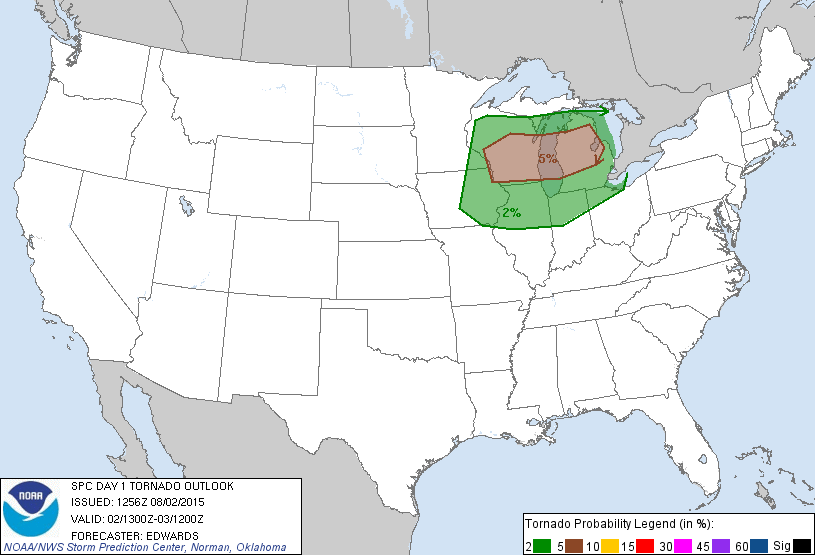 5%
2%
NOAA
SPC DAY 1 TORNADO OUTLOOK
ISSUED: 1256Z 08/02/2015
VALID: 02/1300Z-03/1200Z
FORECASTER: EDWARDS
NOAA/NWS Storm Prediction Center, Norman, Oklahoma
Tornado Probability Legend (in %):
2 5 10 15 30 45 60 Sig